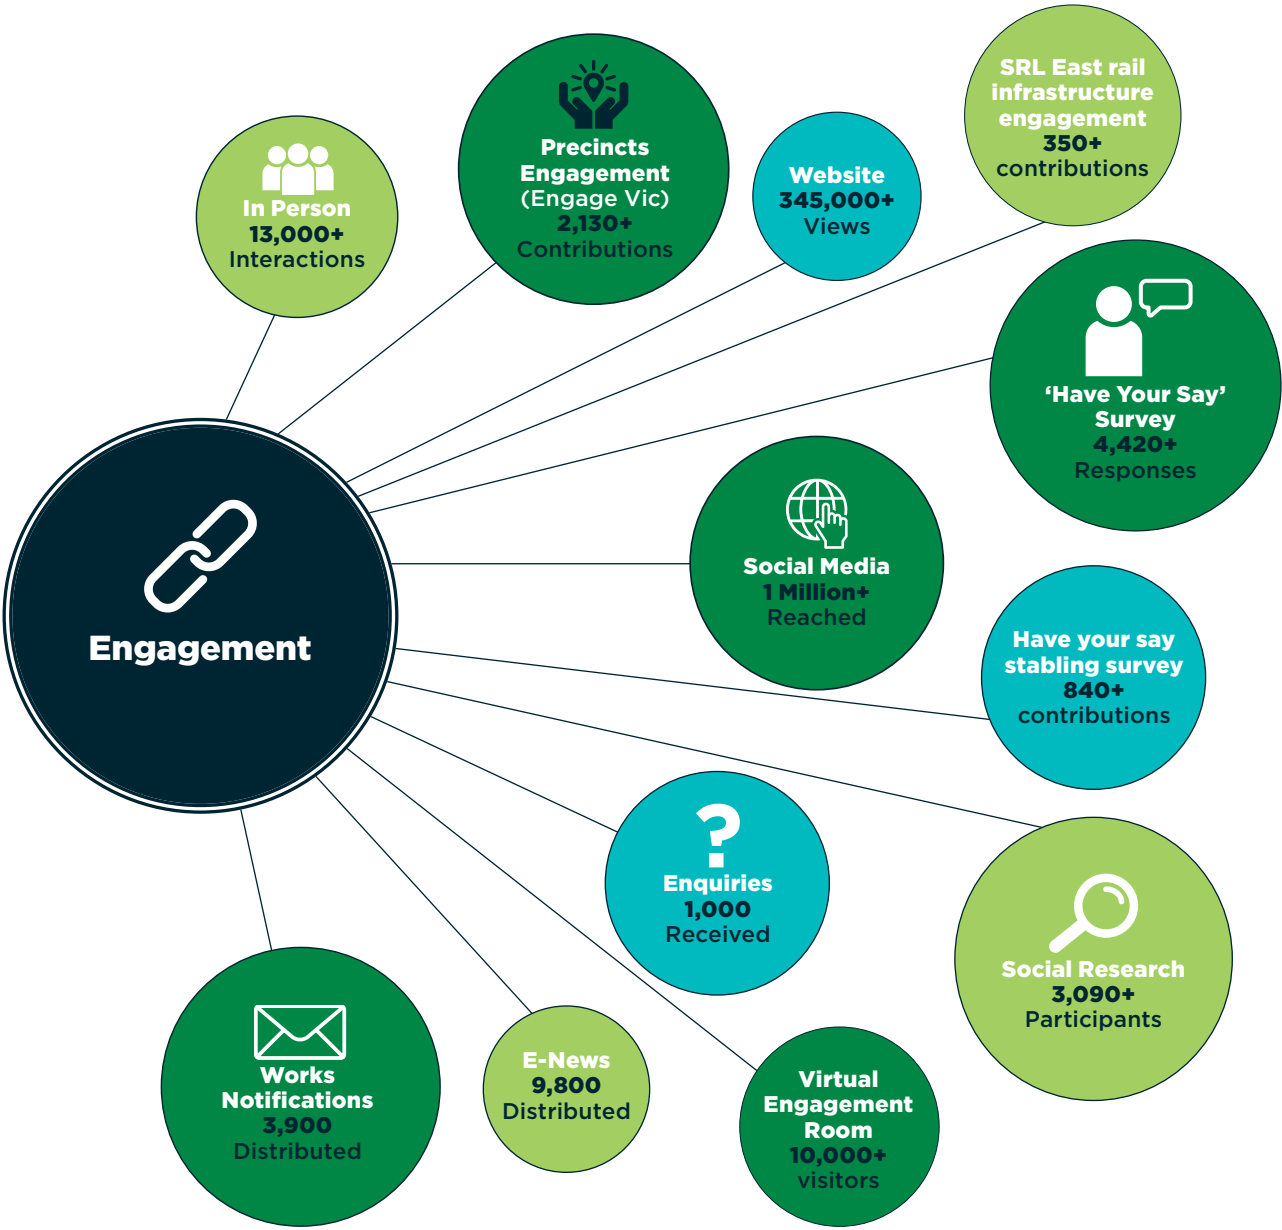 SRL East rail
infrastructure
engagement
350+
contributions
Precincts
Engagement
(Engage Vic)
2,130+
Contributions
Website
345,000+
Views
In Person
13,000+
Interactions
‘Have Your Say’
Survey
4,420+
Responses
Social Media
1 Million+
Reached
Engagement
Have your say
stabling survey
840+
contributions
Enquiries
1,000
Received
Social Research
3,090+
Participants
Works
Notifications
3,900
Distributed
E-News
9,800
Distributed
Virtual
Engagement
Room
10,000+
visitors